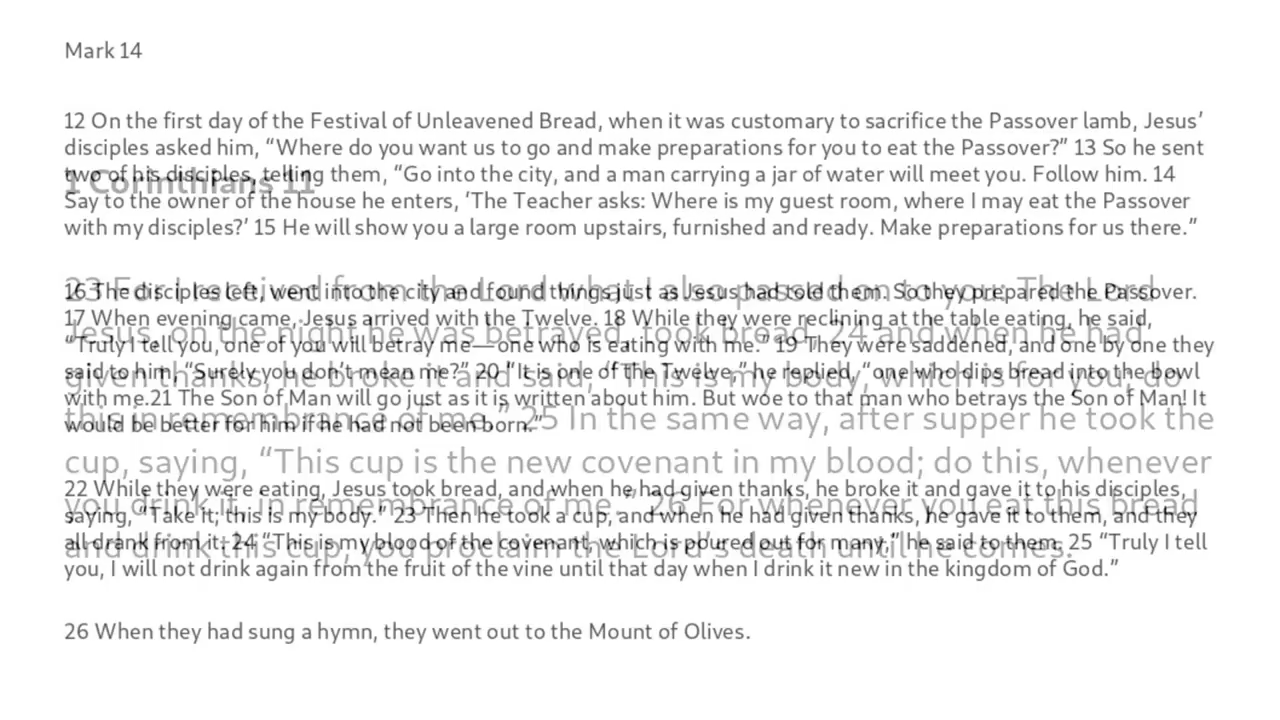 Mark 14
12 On the first day of the Festival of Unleavened Bread, when it was customary to sacrifice the Passover lamb, Jesus’
disciples asked him, “Where do you want us to go and make preparations for you to eat the Passover?” 13 So he sent
two of his disciples, telling them, “Go into the city, and a man carrying a jar of water will meet you. Follow him. 14
1 Corinthians 11
Say to the owner of the house he enters, ‘The Teacher asks: Where is my guest room, where I may eat the Passover
with my disciples?’ 15 He will show you a large room upstairs, furnished and ready. Make preparations for us there.”
23 For I received from the Lord what I also passed on to you: The Lord
16 The disciples left, went into the city and found things just as Jesus had told them. So they prepared the Passover.
17 When evening came, Jesus arrived with the Twelve. 18 While they were reclining at the table eating, he said,
Jesus, on the night he was betrayed, took bread, 24 and when he had
“Truly I tell you, one of you will betray me—one who is eating with me.” 19 They were saddened, and one by one they
said to him, “Surely you don’t mean me?” 20 “It is one of the Twelve,” he replied, “one who dips bread into the bowl
given thanks, he broke it and said, “This is my body, which is for you; do
with me.21 The Son of Man will go just as it is written about him. But woe to that man who betrays the Son of Man! It
this in remembrance of me.” 25 In the same way, after supper he took the
would be better for him if he had not been born.”
cup, saying, “This cup is the new covenant in my blood; do this, whenever
22 While they were eating, Jesus took bread, and when he had given thanks, he broke it and gave it to his disciples,
you drink it, in remembrance of me.” 26 For whenever you eat this bread
saying, “Take it; this is my body.” 23 Then he took a cup, and when he had given thanks, he gave it to them, and they
all drank from it. 24 “This is my blood of the covenant, which is poured out for many,” he said to them. 25 “Truly I tell
and drink this cup, you proclaim the Lord’s death until he comes.
you, I will not drink again from the fruit of the vine until that day when I drink it new in the kingdom of God.”
26 When they had sung a hymn, they went out to the Mount of Olives.